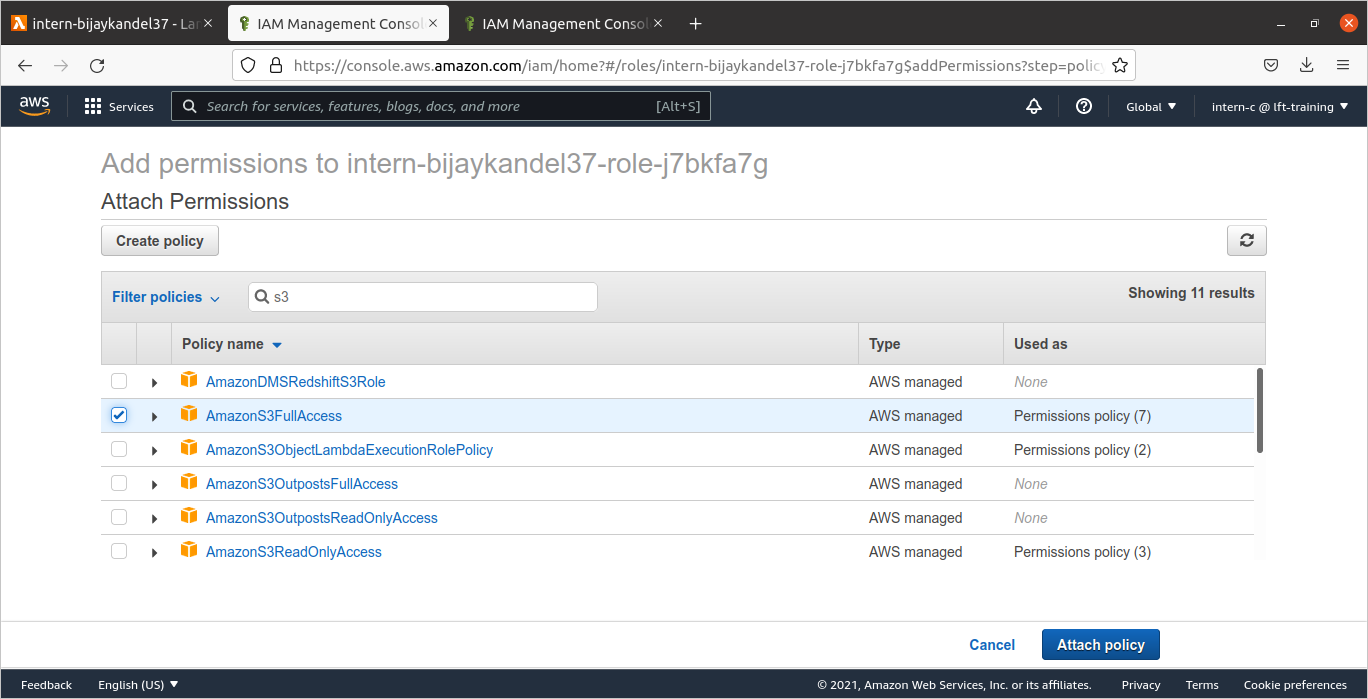 intern-bijaykandel37 - La
IAM Management Consol
IAM Management Consol
https://console.aws.amazon.com/iam/home?#/roles/intern-bijaykandel37-role-j7bkfa7g$addPermissions?step=policy
aws
Services
Search for services, features, blogs, docs, and more
[Alt+S]
Global
intern-c @ lft-training
Add permissions to intern-bijaykandel37-role-j7bkfa7g
Attach Permissions
Create policy
Filter policies
s3
Showing 11 results
Policy name Type Used as
AmazonDMSRedshiftS3Role AWS managed None
AmazonS3FullAccess AWS managed Permissions policy (7)
AmazonS3ObjectLambdaExecutionRolePolicy AWS managed Permissions policy (2)
AmazonS3OutpostsFullAccess AWS managed None
AmazonS3OutpostsReadOnlyAccess AWS managed None
AmazonS3ReadOnlyAccess AWS managed Permissions policy (3)
Cancel Attach policy
Feedback English (US) © 2021, Amazon Web Services, Inc. or its affiliates. Privacy Terms Cookie preferences